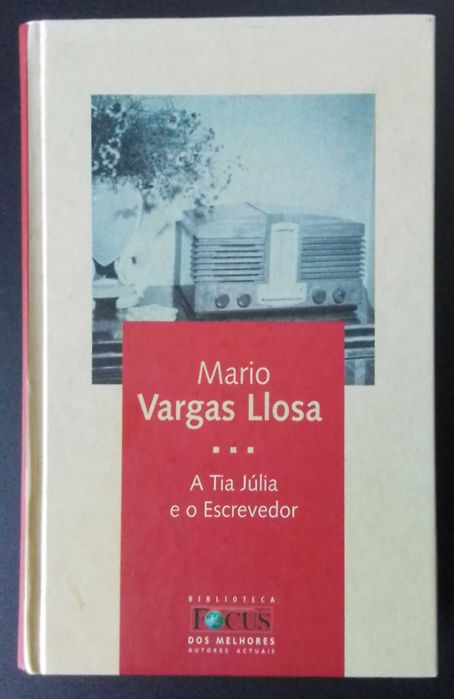 Mario
Vargas Llosa
A Tia Júlia
e o Escrevedor
BIBLIOTECA
FOCUS
DOS MELHORES
AUTORES ACTUAIS